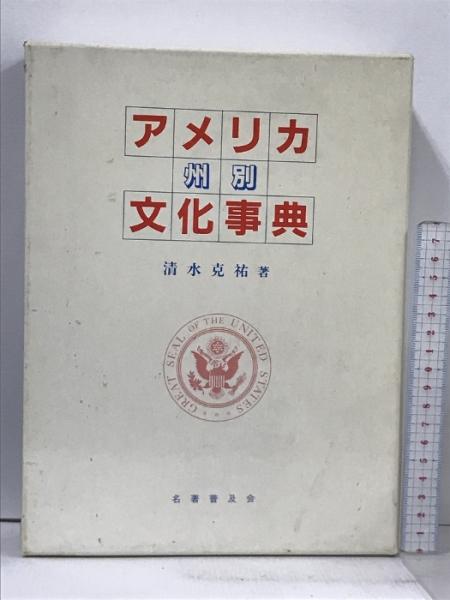 アメリカ
州別
文化事典
清水克祐 著
GREAT SEAL OF THE UNITED STATES
名著普及会